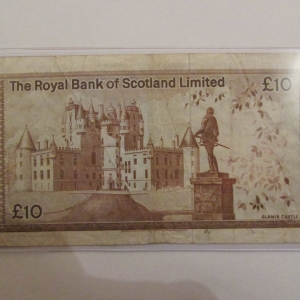 The Royal Bank of Scotland Limited £10
£10
GLAMIS CASTLE